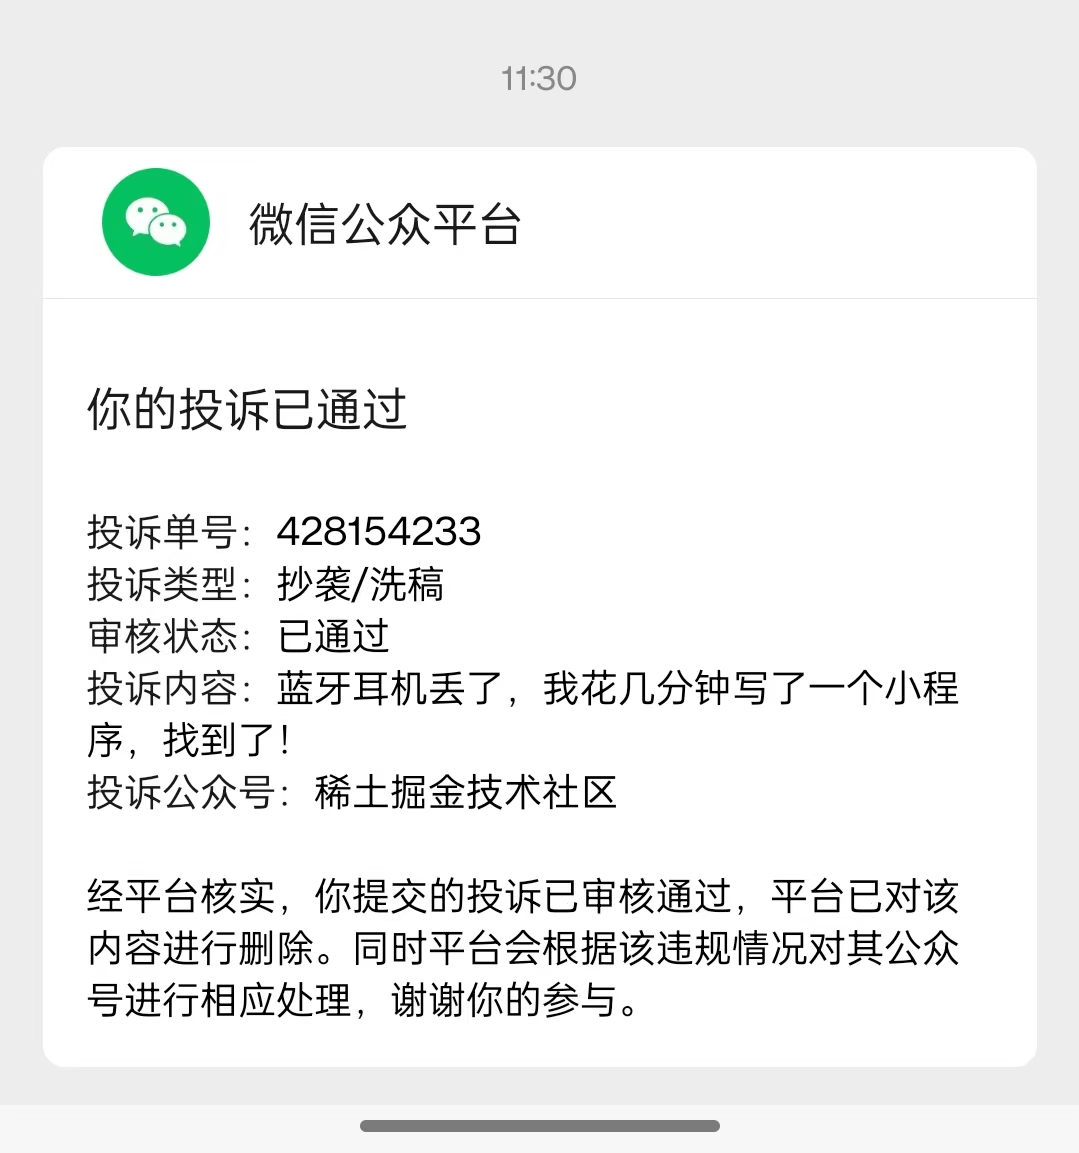 11:30
微信公众平台
你的投诉已通过
投诉单号：428154233
投诉类型：抄袭/洗稿
审核状态：已通过
投诉内容：蓝牙耳机丢了，我花几分钟写了一个小程
序，找到了！
投诉公众号：稀土掘金技术社区
经平台核实，你提交的投诉已审核通过，平台已对该
内容进行删除。同时平台会根据该违规情况对其公众
号进行相应处理，谢谢你的参与。